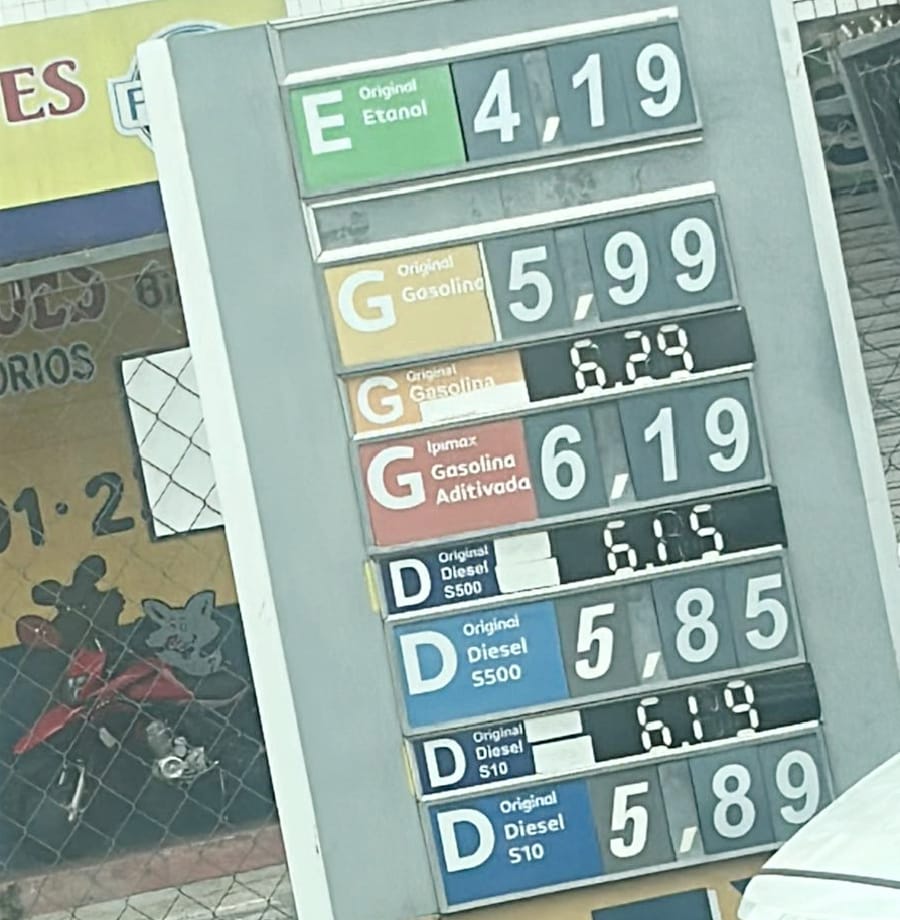 ES
E Original
Etanol
4,19
G Original
Gasolina
5,99
G Original
Gasolina
6.29
G Ipimax
Gasolina
Aditivada
6,19
D Original
Diesel
S500
6.15
D Original
Diesel
S500
5,85
D Original
Diesel
S10
6.19
D Original
Diesel
S10
5,89
ÓRIOS
01·2